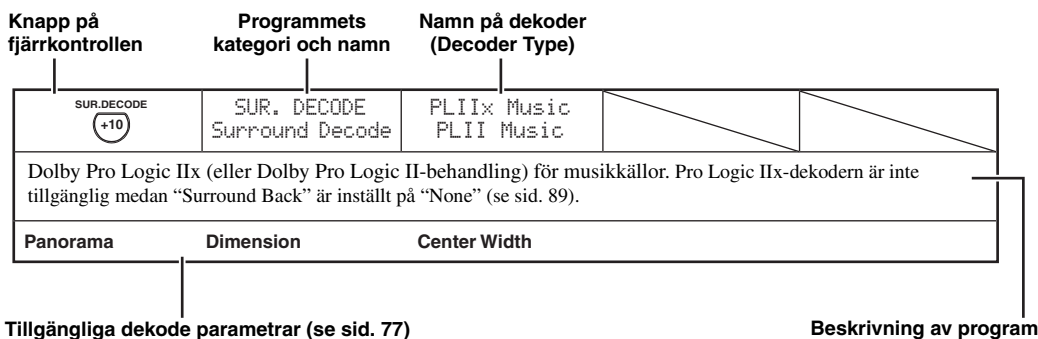 Knapp på
fjärrkontrollen
Programmets
kategori och namn
Namn på dekoder
(Decoder Type)
SUR.DECODE
+10
SUR. DECODE
Surround Decode
PLIIx Music
PLII Music
Dolby Pro Logic IIx (eller Dolby Pro Logic II-behandling) för musikkällor. Pro Logic IIx-dekodern är inte
tillgänglig medan “Surround Back” är inställt på “None” (se sid. 89).
Panorama Dimension Center Width
Tillgängliga dekode parametrar (se sid. 77)
Beskrivning av program